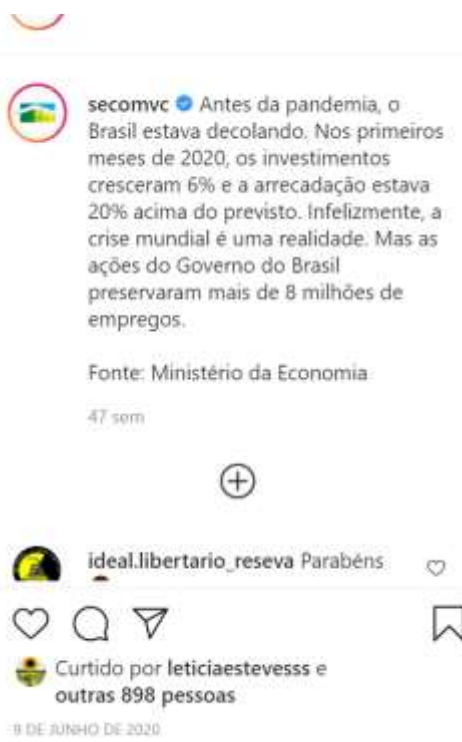 secomvc Antes da pandemia, o
Brasil estava decolando. Nos primeiros
meses de 2020, os investimentos
cresceram 6% e a arrecadação estava
20% acima do previsto. Infelizmente, a
crise mundial é uma realidade. Mas as
ações do Governo do Brasil
preservaram mais de 8 milhões de
empregos.
Fonte: Ministério da Economia
47 sem
ideal.libertario_reseva Parabéns
Curtido por leticiaestevesss e
outras 898 pessoas
9 DE JUNHO DE 2020